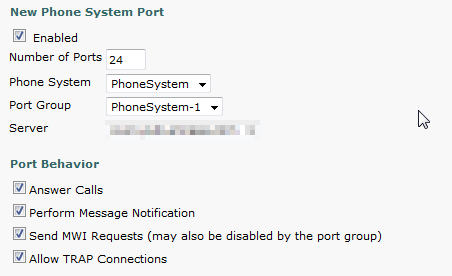 New Phone System Port
Enabled
Number of Ports 24
Phone System PhoneSystem
Port Group PhoneSystem-1
Server
Port Behavior
Answer Calls
Perform Message Notification
Send MWI Requests (may also be disabled by the port group)
Allow TRAP Connections